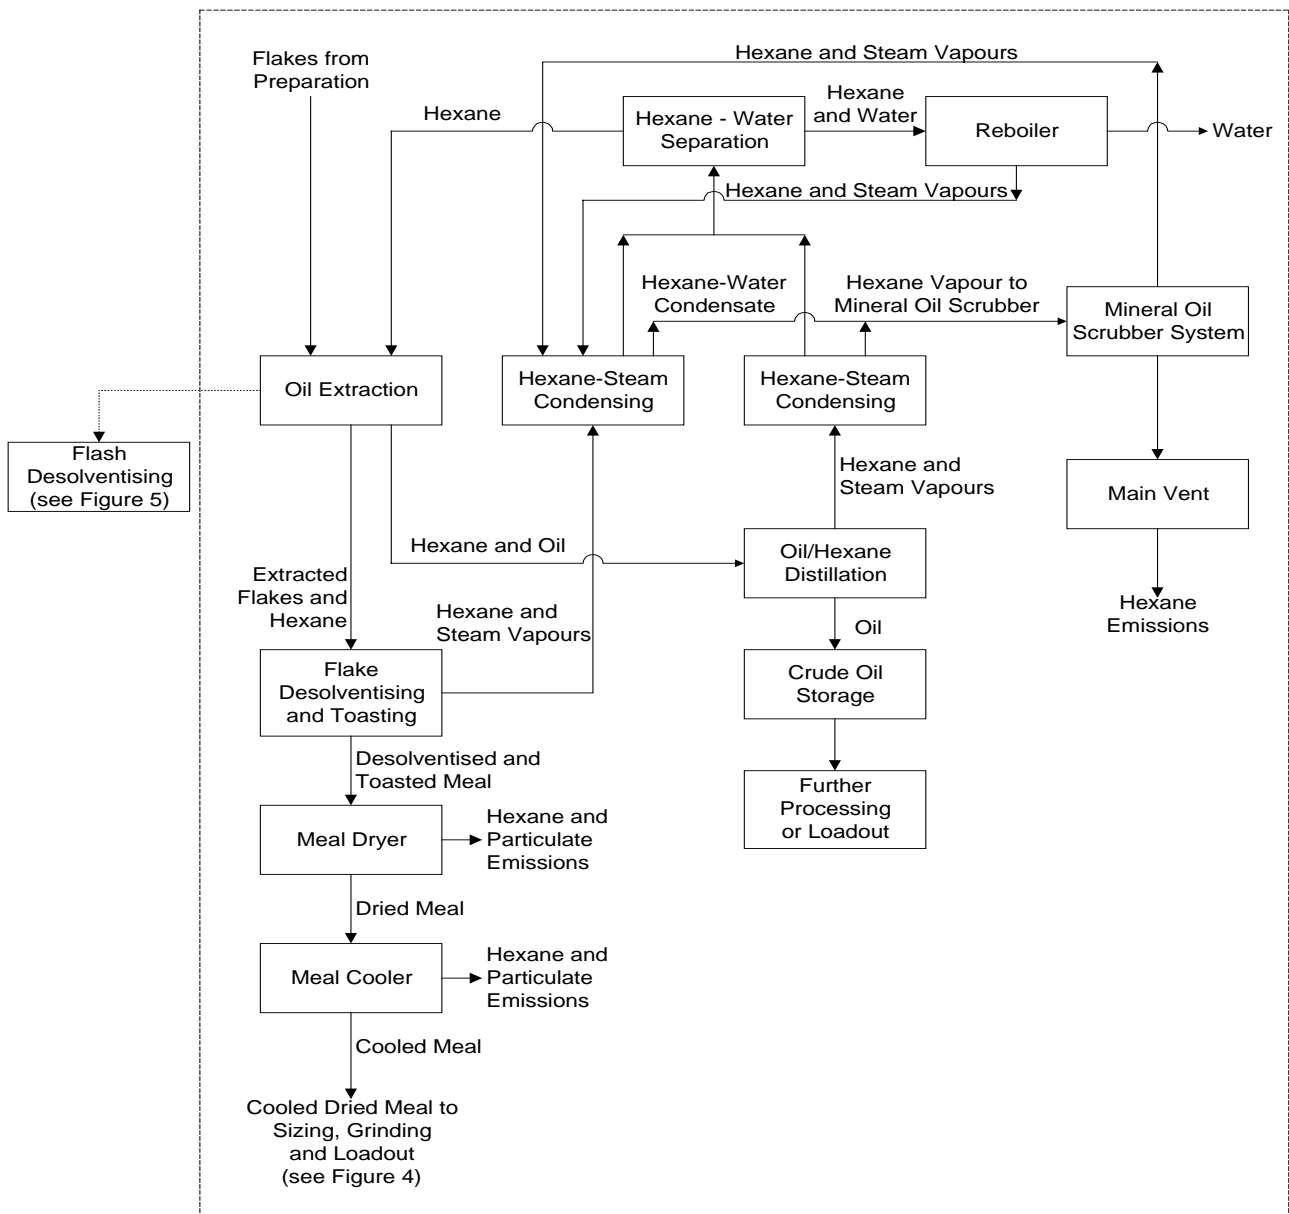 Hexane and Steam Vapours
Flakes from
Preparation
Hexane
Hexane - Water
Separation
Hexane
and Water
Reboiler
Water
Hexane and Steam Vapours
Hexane-Water
Condensate
Hexane Vapour to
Mineral Oil Scrubber
Mineral Oil
Scrubber System
Oil Extraction
Hexane-Steam
Condensing
Hexane-Steam
Condensing
Flash
Desolventising
(see Figure 5)
Hexane and
Steam Vapours
Main Vent
Hexane and Oil
Oil/Hexane
Distillation
Extracted
Flakes and
Hexane
Hexane and
Steam Vapours
Hexane
Emissions
Oil
Flake
Desolventising
and Toasting
Crude Oil
Storage
Desolventised and
Toasted Meal
Further
Processing
or Loadout
Meal Dryer
Hexane and
Particulate
Emissions
Dried Meal
Meal Cooler
Hexane and
Particulate
Emissions
Cooled Meal
Cooled Dried Meal to
Sizing, Grinding
and Loadout
(see Figure 4)